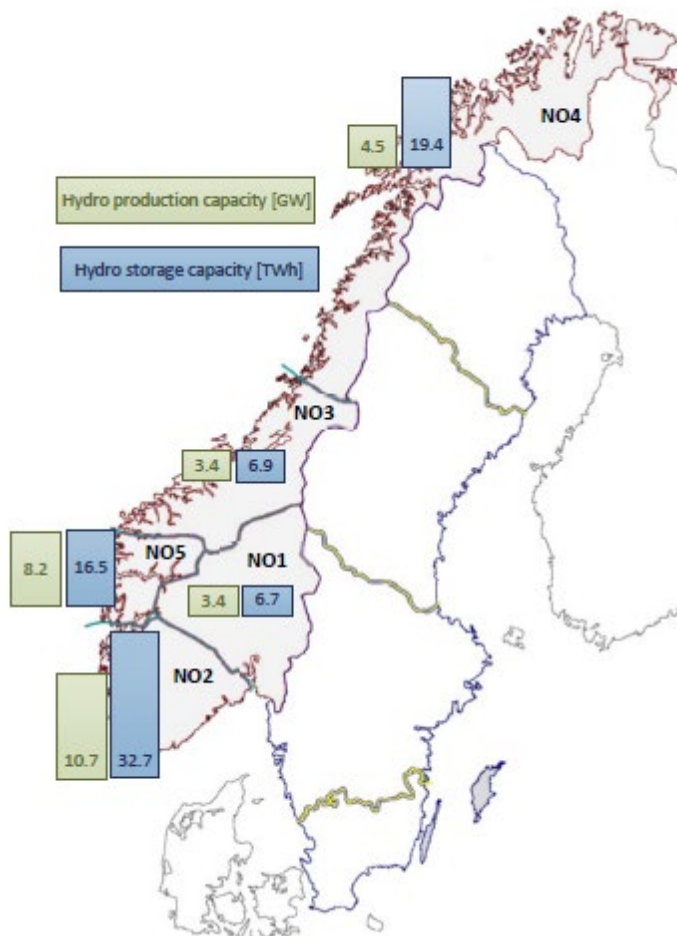 NO4
4.5 19.4
Hydro production capacity [GW]
Hydro storage capacity [TWh]
NO3
3.4 6.9
NO5 NO1
8.2 16.5
3.4 6.7
NO2
10.7 32.7